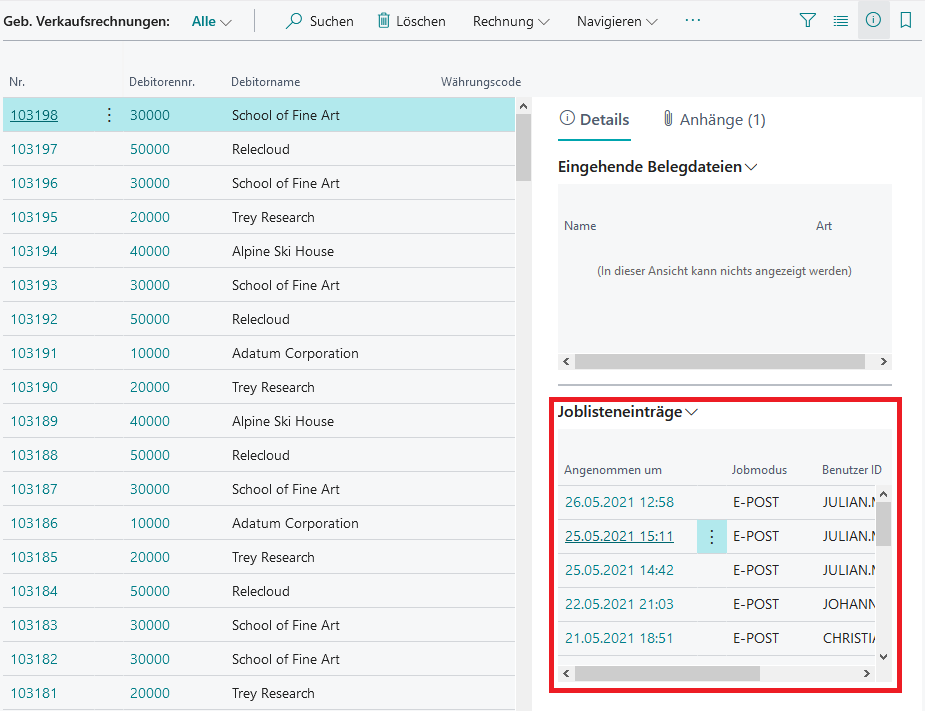 Geb. Verkaufsrechnungen: Alle Suchen Löschen Rechnung Navigieren ···
Nr. Debitorennr. Debitorname Währungscode
103198 30000 School of Fine Art
103197 50000 Relecloud
103196 30000 School of Fine Art
103195 20000 Trey Research
103194 40000 Alpine Ski House
103193 30000 School of Fine Art
103192 50000 Relecloud
103191 10000 Adatum Corporation
103190 20000 Trey Research
103189 40000 Alpine Ski House
103188 50000 Relecloud
103187 30000 School of Fine Art
103186 10000 Adatum Corporation
103185 20000 Trey Research
103184 50000 Relecloud
103183 30000 School of Fine Art
103182 30000 School of Fine Art
103181 20000 Trey Research
Details Anhänge (1)
Eingehende Belegdateien
Name Art
(In dieser Ansicht kann nichts angezeigt werden)
Joblisteneinträge
Angenommen um Jobmodus Benutzer ID
26.05.2021 12:58 E-POST JULIAN.
25.05.2021 15:11 E-POST JULIAN.
25.05.2021 14:42 E-POST JULIAN.
22.05.2021 21:03 E-POST JOHANN
21.05.2021 18:51 E-POST CHRISTI